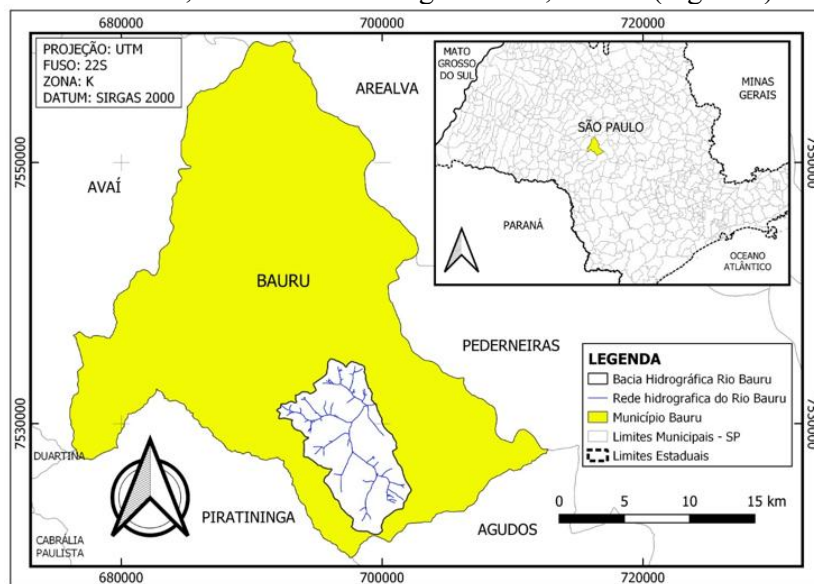 680000 700000 720000
PROJEÇÃO: UTM
FUSO: 22S
ZONA: K
DATUM: SIRGAS 2000
AREALVA
MATO
GROSSO
DO SUL
MINAS
GERAIS
SÃO PAULO
PARANÁ
OCEANO
ATLÂNTICO
7550000
7550000
AVAÍ
BAURU
PEDERNEIRAS
LEGENDA
Bacia Hidrográfica Rio Bauru
Rede hidrografica do Rio Bauru
Município Bauru
Limites Municipais - SP
Limites Estaduais
7530000
7530000
DUARTINA
PIRATININGA
AGUDOS
CABRÁLIA
PAULISTA
0 5 10 15 km
680000 700000 720000